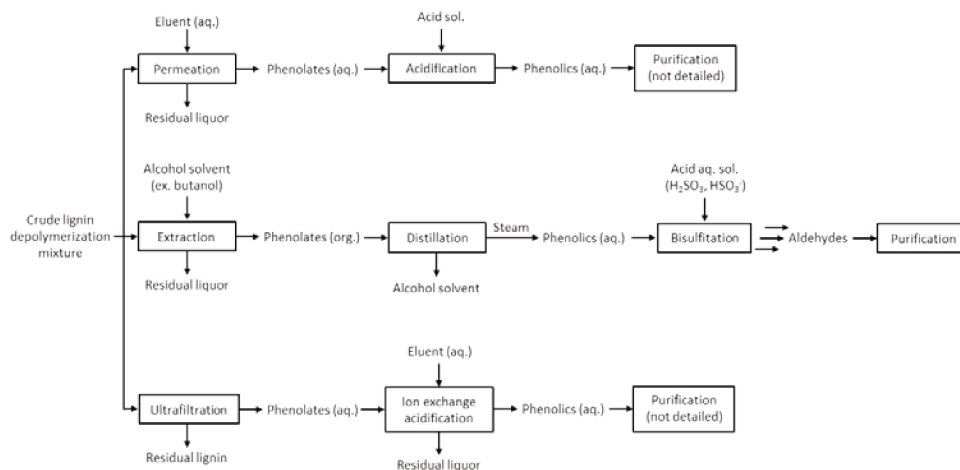 Eluent (aq.)
Acid sol.
Permeation
Phenolates (aq.)
Acidification
Phenolics (aq.)
Purification
(not detailed)
Residual liquor
Alcohol solvent
(ex. butanol)
Acid aq. sol.
(H₂SO₃, HSO₃⁻)
Crude lignin
depolymerization
mixture
Extraction
Phenolates (org.)
Distillation
Steam
Phenolics (aq.)
Bisulfitation
Aldehydes
Purification
Residual liquor
Alcohol solvent
Eluent (aq.)
Ultrafiltration
Phenolates (aq.)
Ion exchange
acidification
Phenolics (aq.)
Purification
(not detailed)
Residual lignin
Residual liquor